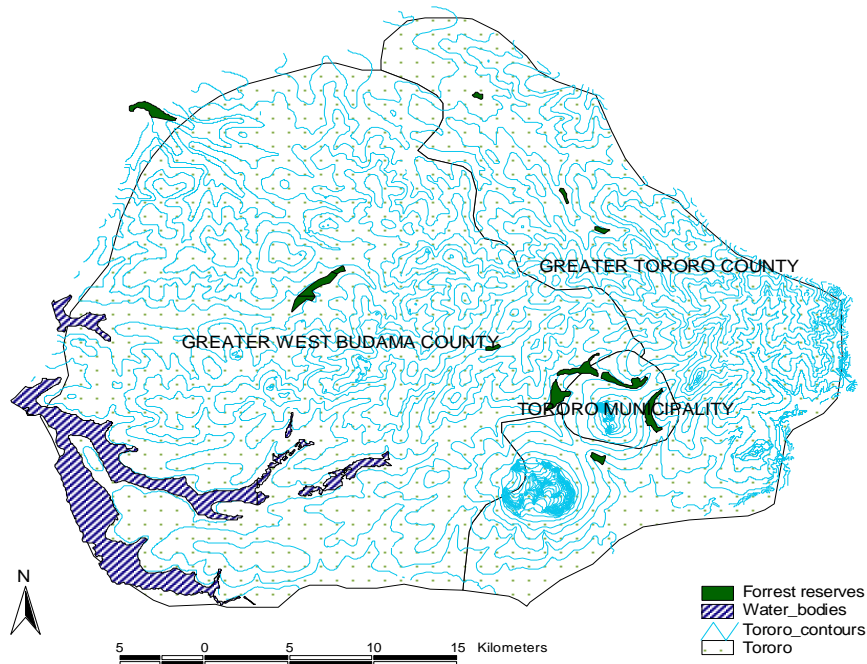 GREATER TORORO COUNTY
GREATER WEST BUDAMA COUNTY
TORORO MUNICIPALITY
N
Forrest reserves
Water_bodies
Tororo_contours
Tororo
5 0 5 10 15 Kilometers